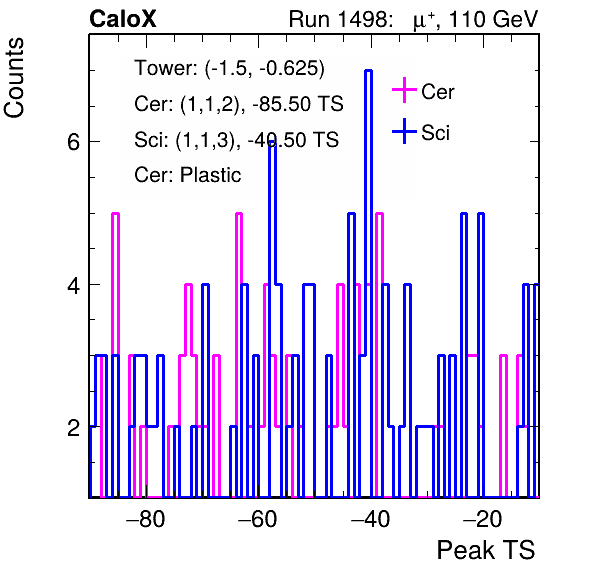 CaloX Run 1498: μ⁺, 110 GeV
Counts
Tower: (-1.5, -0.625)
Cer: (1,1,2), -85.50 TS
Sci: (1,1,3), -40.50 TS
Cer: Plastic
Cer
Sci
6
4
2
−80 −60 −40 −20
Peak TS